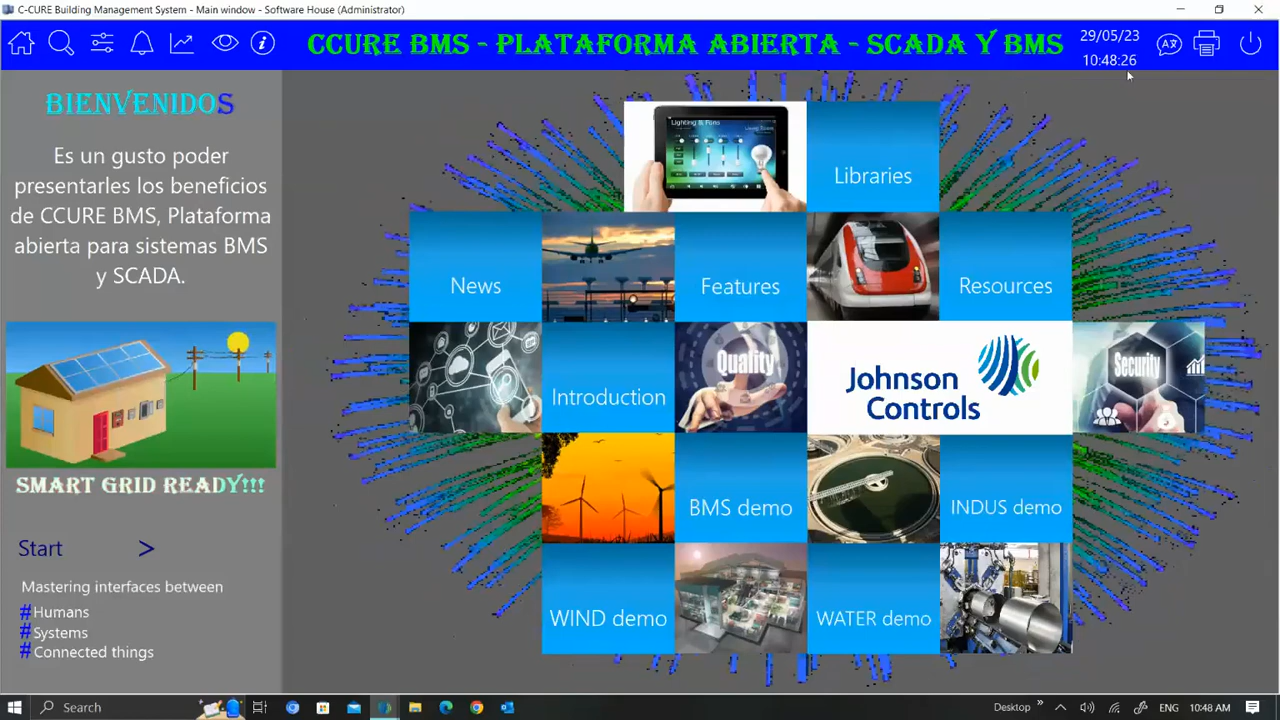 C-CURE Building Management System - Main window - Software House (Administrator)
CCURE BMS - PLATAFORMA ABIERTA - SCADA Y BMS
29/05/23
10:48:26
BIENVENIDOS
Es un gusto poder
presentarles los beneficios
de CCURE BMS, Plataforma
abierta para sistemas BMS
y SCADA.
SMART GRID READY!!!
Start >
Mastering interfaces between
#Humans
#Systems
#Connected things
Lighting & Fans
Libraries
News
Features
Resources
Introduction
Quality
Johnson
Controls
Security
BMS demo
INDUS demo
WIND demo
WATER demo
Search
Desktop
ENG
10:48 AM